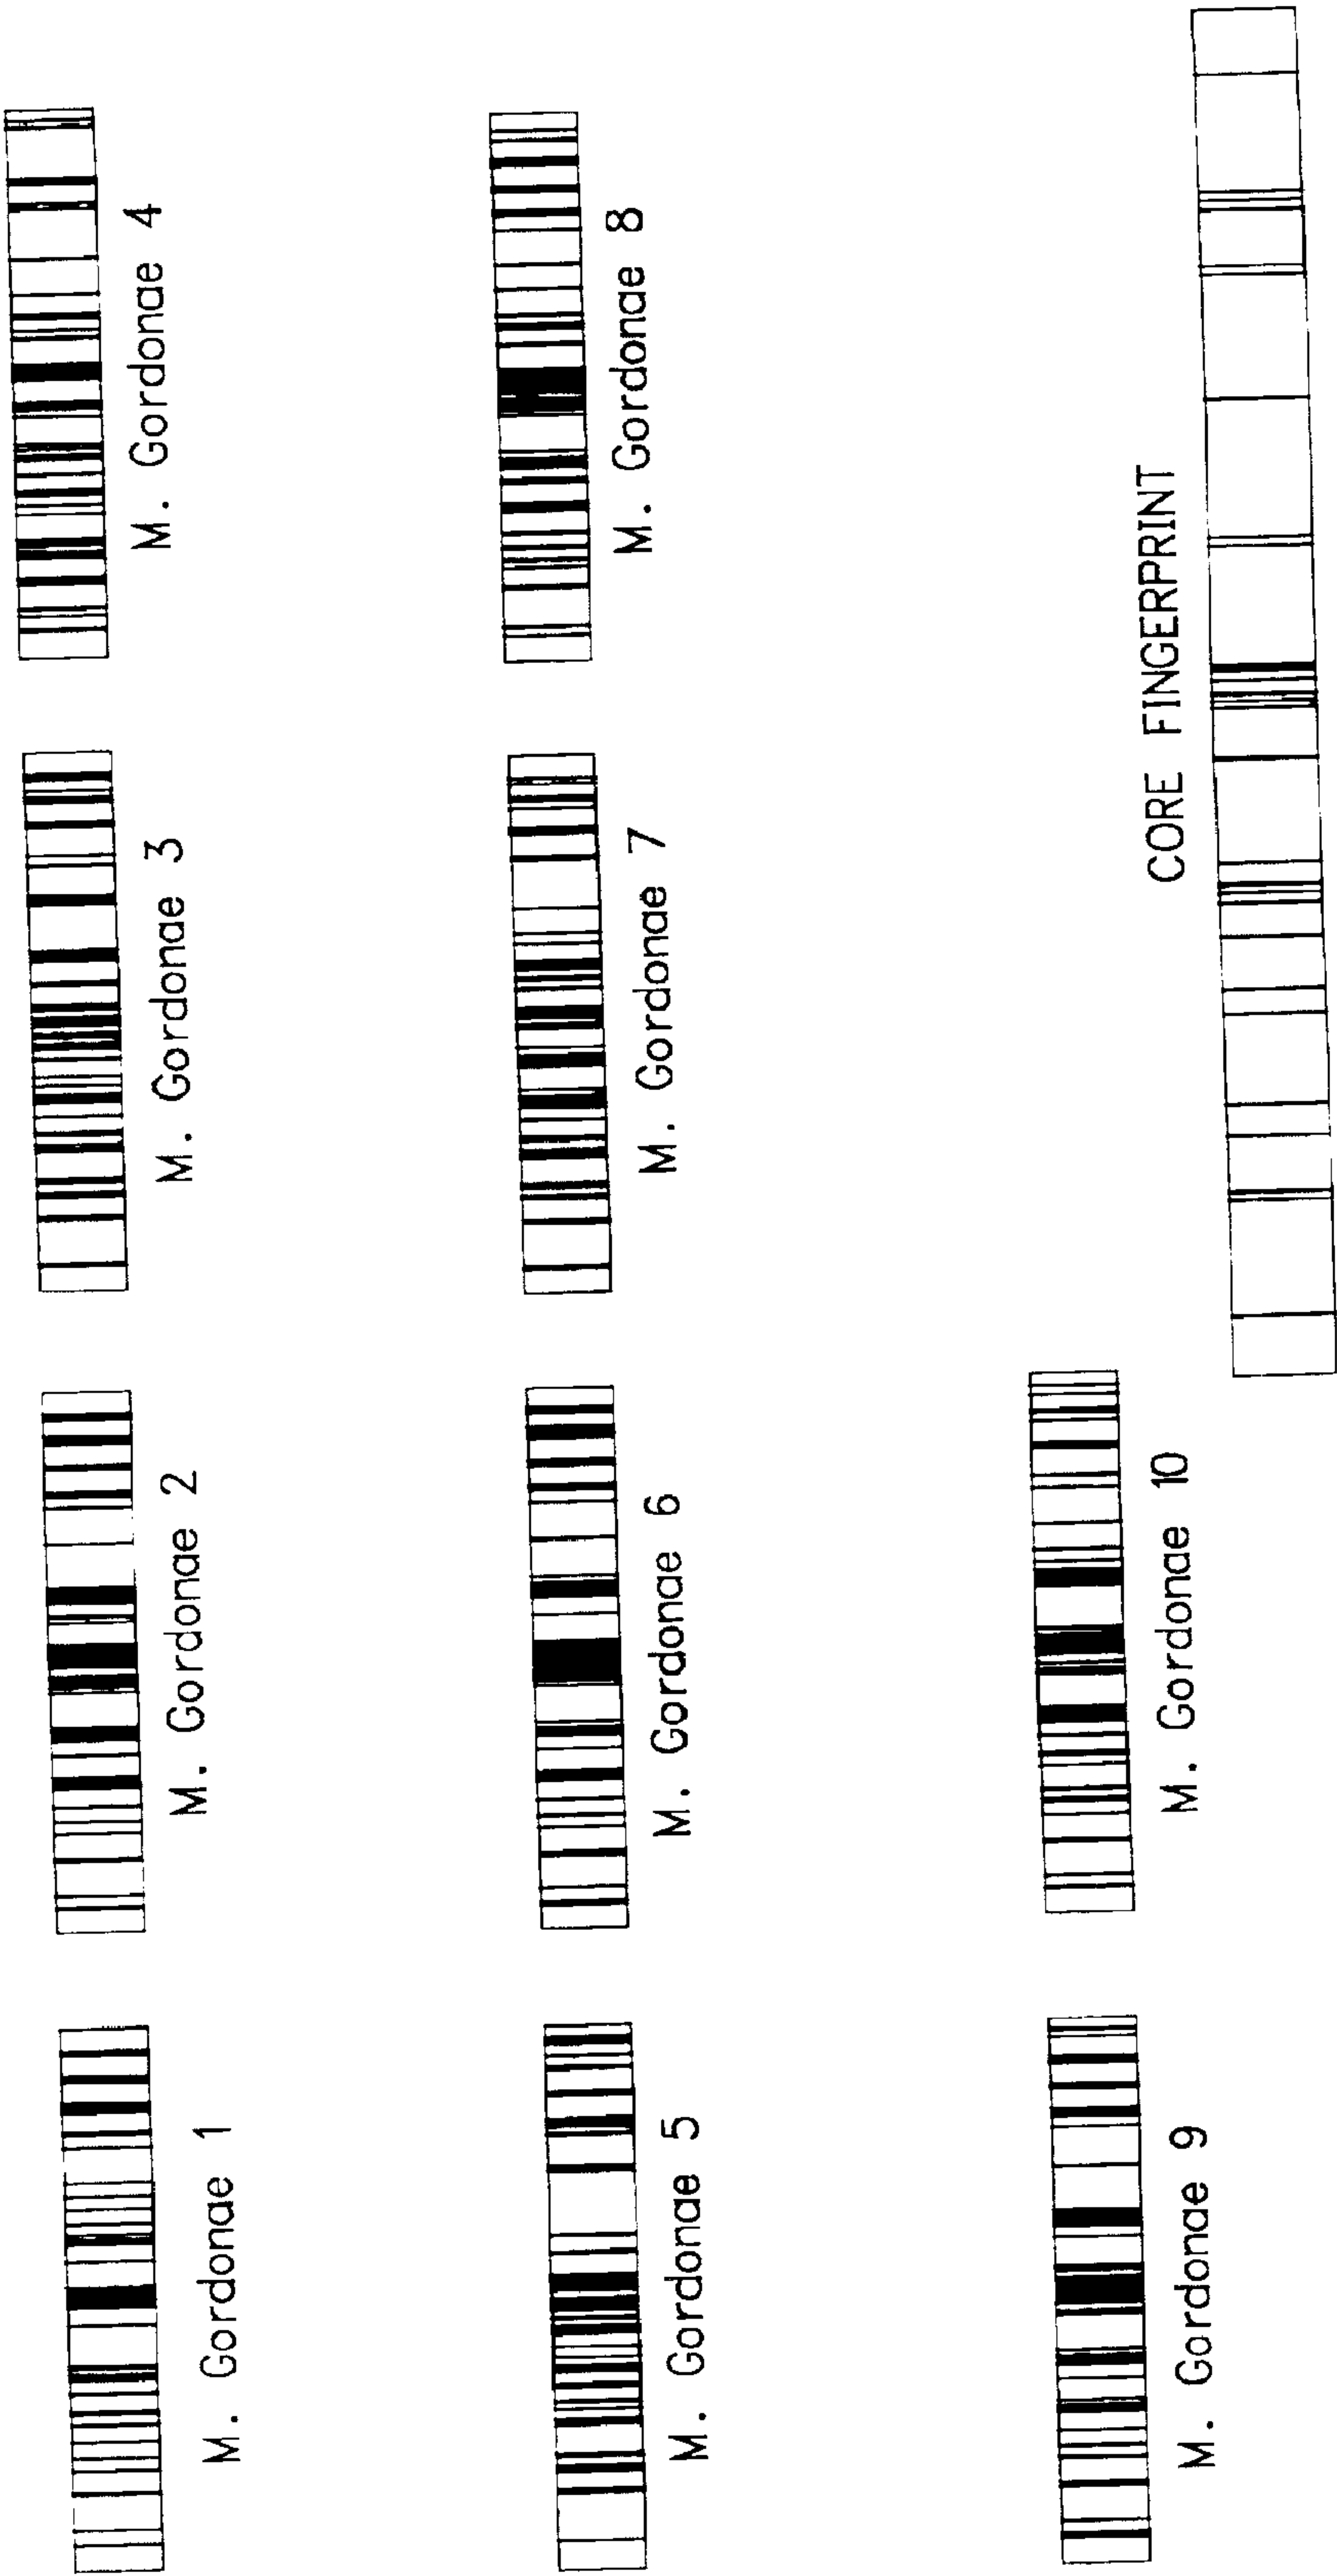 M. Gordonae 1
M. Gordonae 2
M. Gordonae 3
M. Gordonae 4
M. Gordonae 5
M. Gordonae 6
M. Gordonae 7
M. Gordonae 8
M. Gordonae 9
M. Gordonae 10
CORE FINGERPRINT